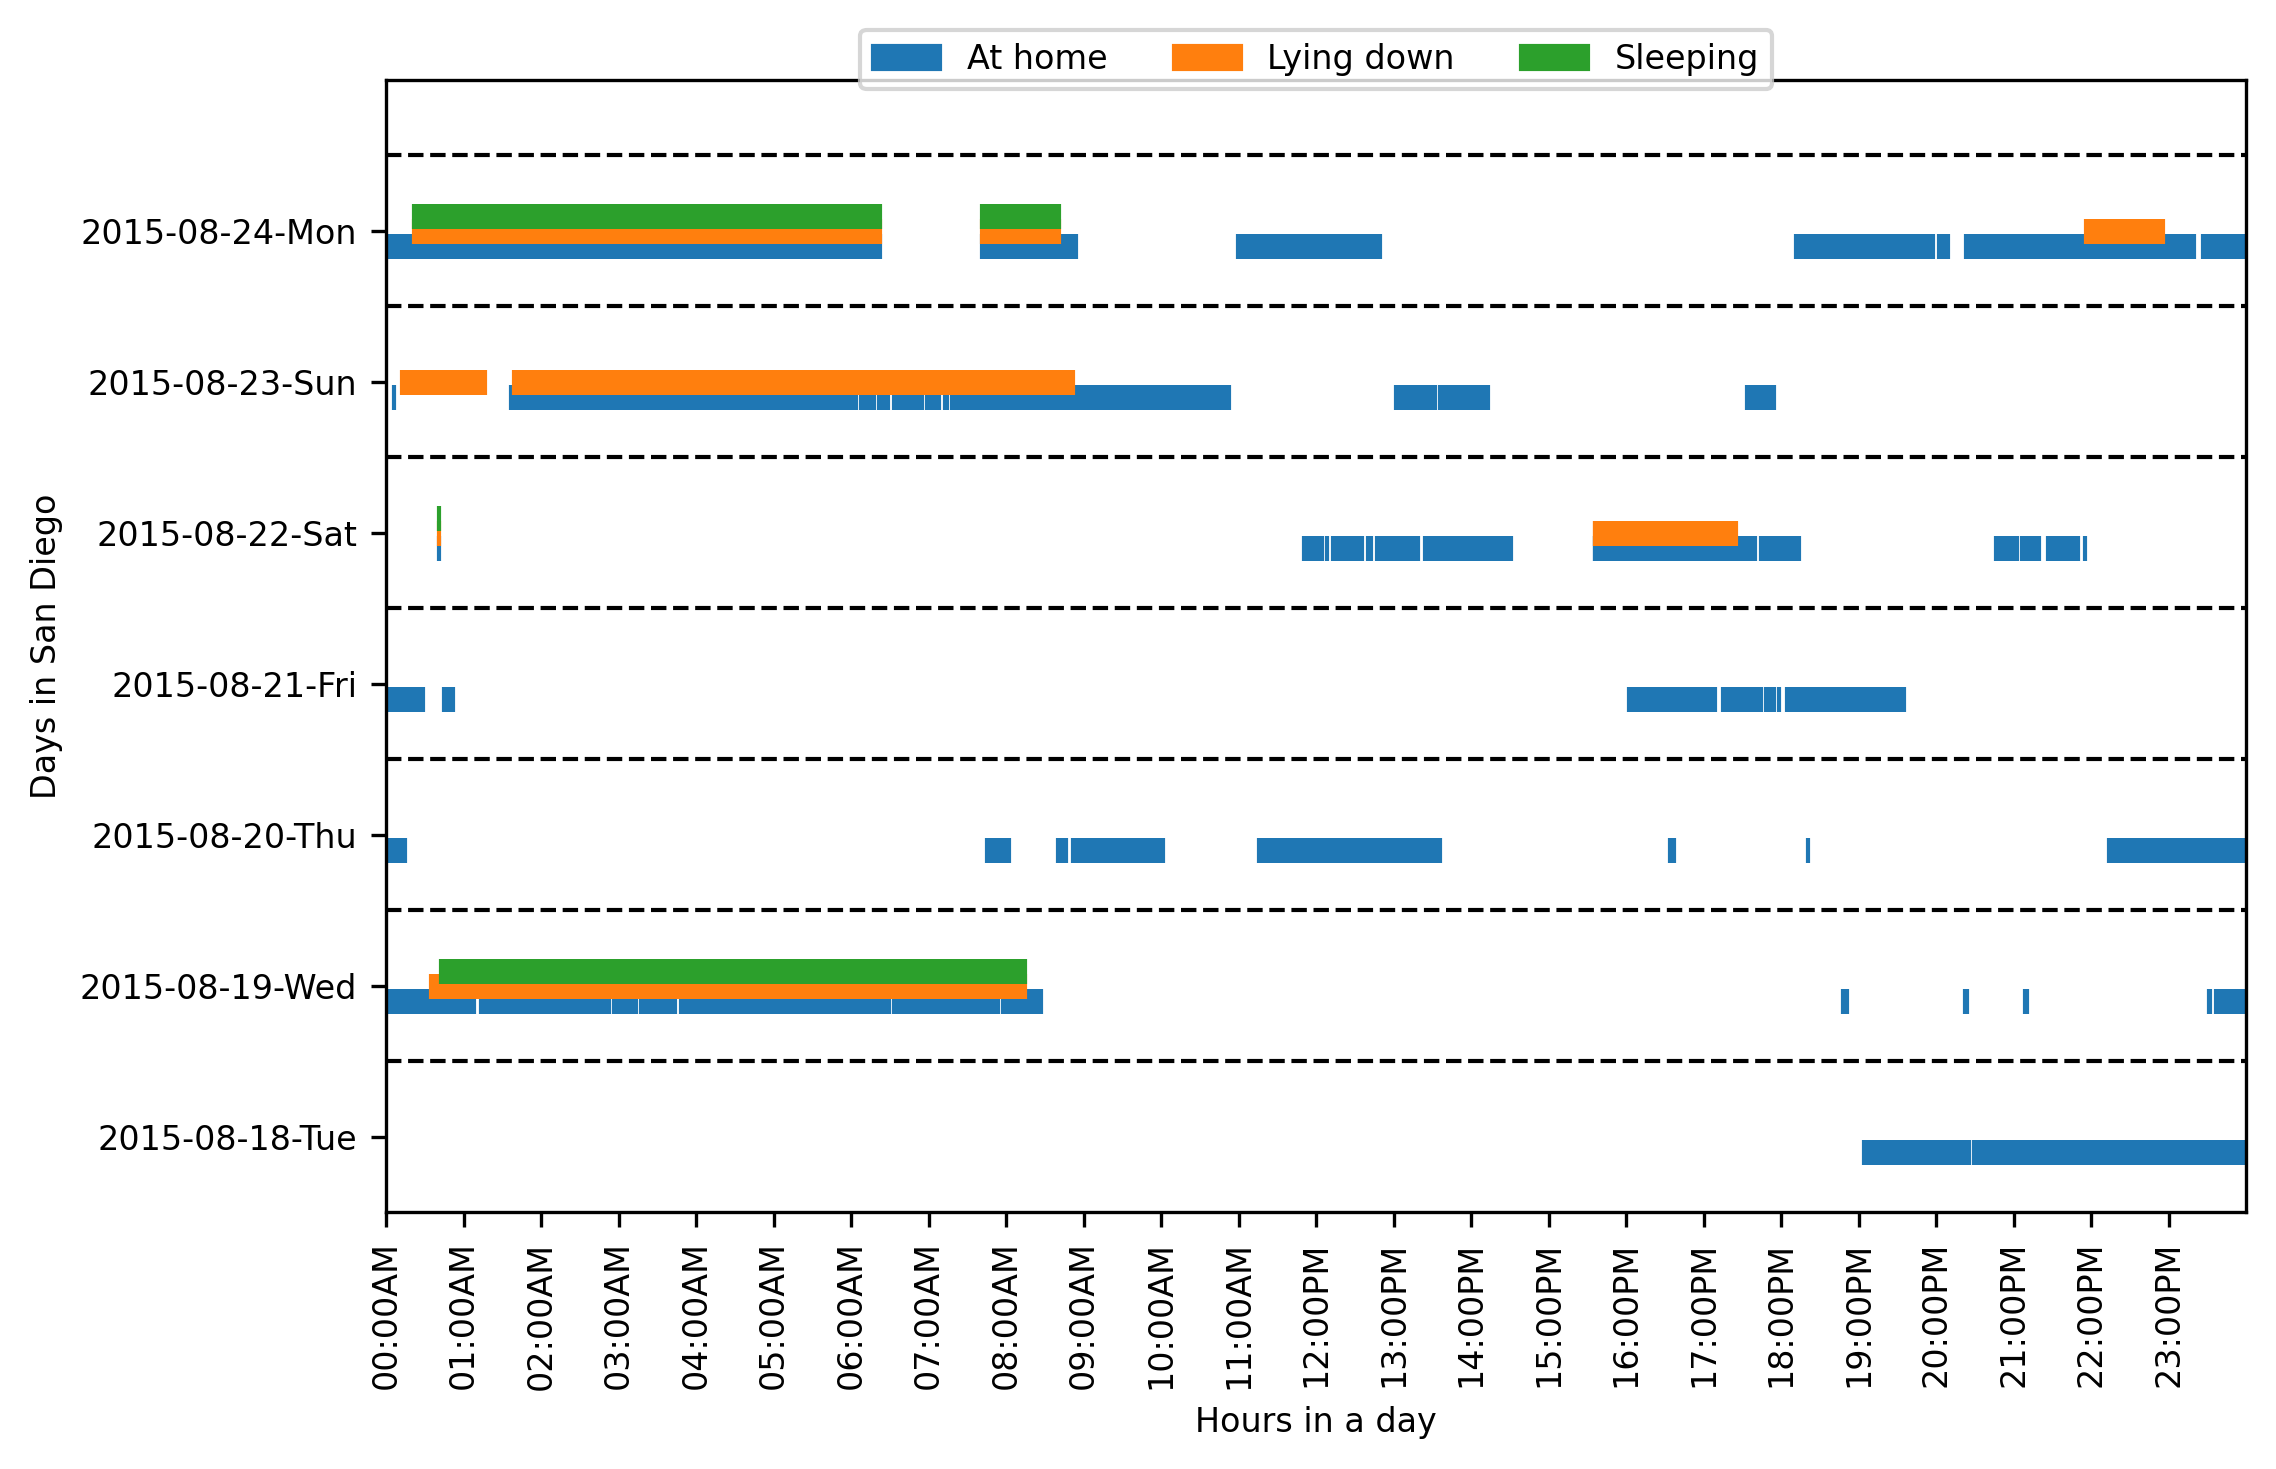 At home Lying down Sleeping
2015-08-24-Mon
2015-08-23-Sun
2015-08-22-Sat
2015-08-21-Fri
2015-08-20-Thu
2015-08-19-Wed
2015-08-18-Tue
Days in San Diego
00:00AM 01:00AM 02:00AM 03:00AM 04:00AM 05:00AM 06:00AM 07:00AM 08:00AM 09:00AM 10:00AM 11:00AM 12:00PM 13:00PM 14:00PM 15:00PM 16:00PM 17:00PM 18:00PM 19:00PM 20:00PM 21:00PM 22:00PM 23:00PM
Hours in a day